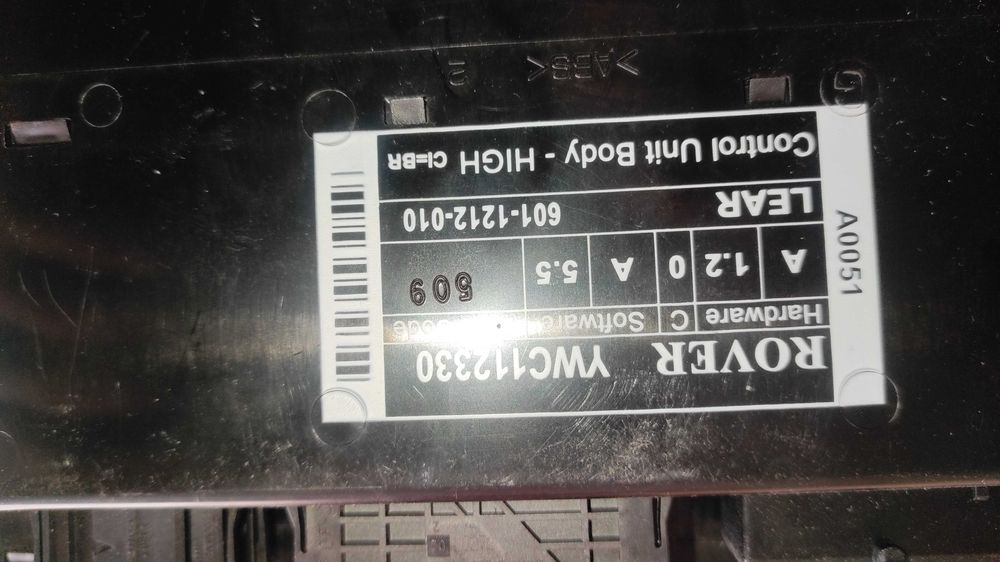 ROVER YWC112330
Hardware C Software Code
A 1.2 0 A 5.5 509
LEAR 601-1212-010
Control Unit Body - HIGH CI=BR
A0051
>ABS<